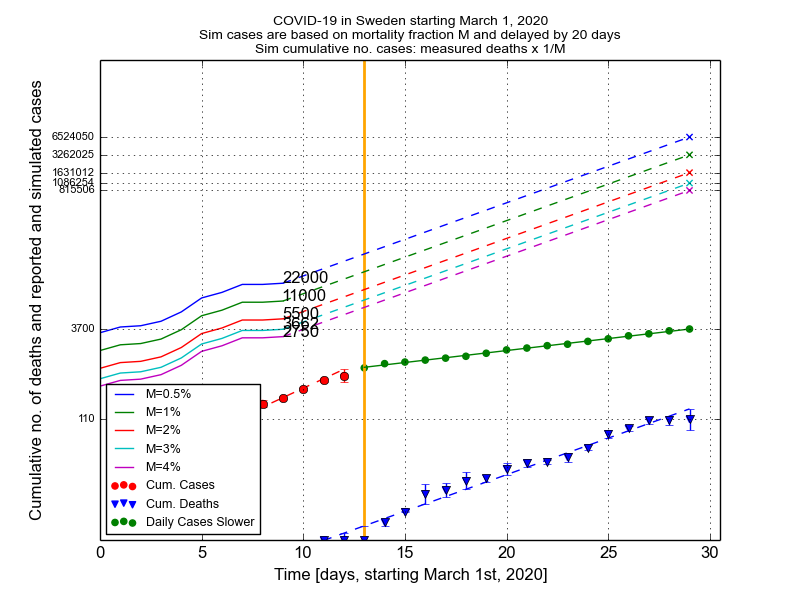 COVID-19 in Sweden starting March 1, 2020
Sim cases are based on mortality fraction M and delayed by 20 days
Sim cumulative no. cases: measured deaths x 1/M
Cumulative no. of deaths and reported and simulated cases
6524050
3262025
1631012
1086254
815506
3700
110
22000
11000
5500
3662
2750
M=0.5%
M=1%
M=2%
M=3%
M=4%
Cum. Cases
Cum. Deaths
Daily Cases Slower
0 5 10 15 20 25 30
Time [days, starting March 1st, 2020]